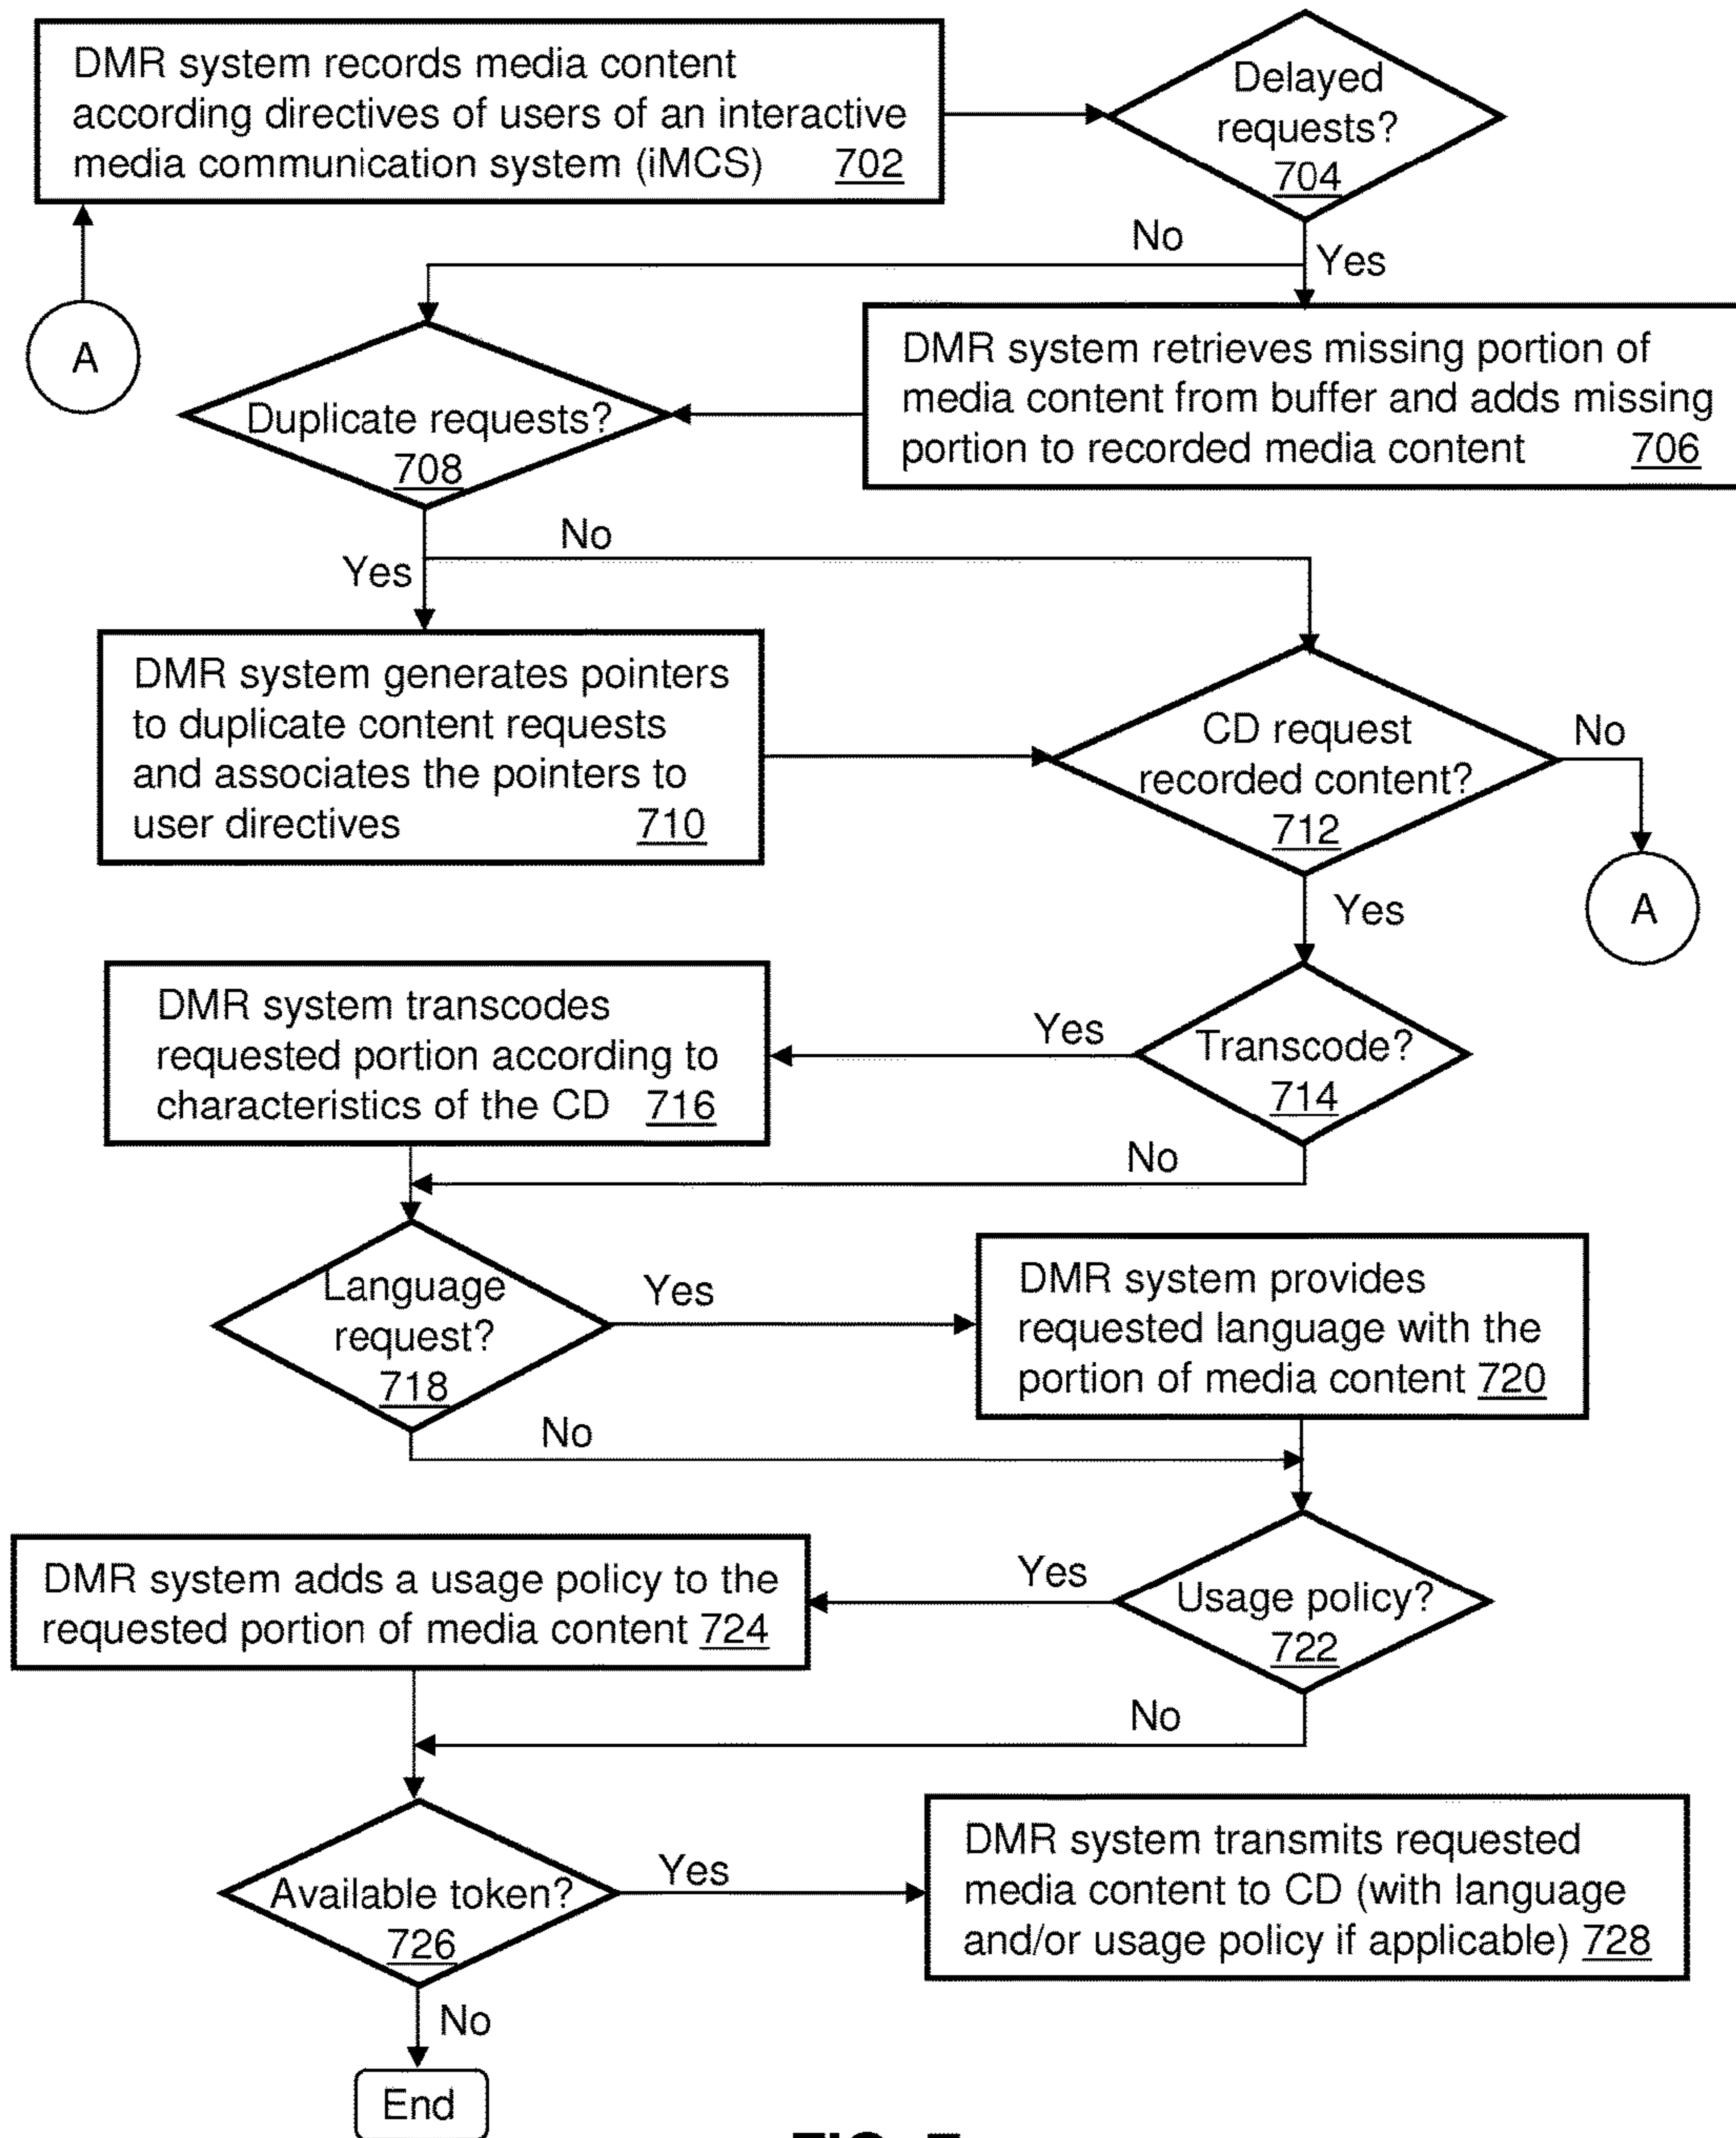 DMR system records media content
according directives of users of an interactive
media communication system (iMCS) 702
Delayed
requests?
704
No
Yes
A
DMR system retrieves missing portion of
media content from buffer and adds missing
portion to recorded media content 706
Duplicate requests?
708
No
Yes
DMR system generates pointers
to duplicate content requests
and associates the pointers to
user directives 710
CD request
recorded content?
712
No
A
Yes
DMR system transcodes
requested portion according to
characteristics of the CD 716
Yes
Transcode?
714
No
Language
request?
718
Yes
DMR system provides
requested language with the
portion of media content 720
No
DMR system adds a usage policy to the
requested portion of media content 724
Yes
Usage policy?
722
No
Available token?
726
Yes
DMR system transmits requested
media content to CD (with language
and/or usage policy if applicable) 728
No
End